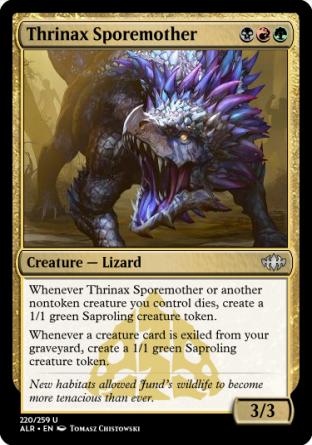 Thrinax Sporemother
Creature — Lizard
Whenever Thrinax Sporemother or another
nontoken creature you control dies, create a
1/1 green Saproling creature token.
Whenever a creature card is exiled from your
graveyard, create a 1/1 green Saproling
creature token.
New habitats allowed Jund's wildlife to become
more tenacious than ever.
3/3
220/259 U
ALR • EN Tomasz Chistowski